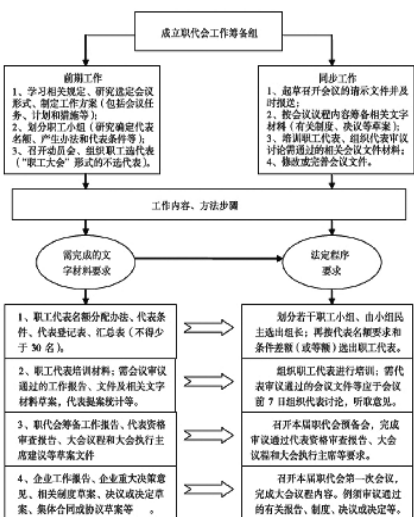 成立职代会工作筹备组
前期工作
1、学习相关规定、研究选定会议
形式、制定工作方案（包括会议任
务、计划和措施等）；
2、划分职工小组（研究确定代表
名额、产生办法和代表条件等）；
3、召开动员会、组织职工选代表
（“职工大会”形式的不选代表）。
同步工作
1、起草召开会议的请示文件并及
时报送；
2、按会议议程内容筹备相关文字
材料（有关制度、决议等草案）；
3、培训职工代表、组织代表审议
讨论需通过的相关会议文件材料；
4、修改或完善会议文件。
工作内容、方法步骤
需完成的文
字材料要求
法定程序
要求
1、职工代表名额分配办法、代表条
件、代表登记表、汇总表（不得少
于 30 名）。
划分若干职工小组、由小组民
主选出组长；再按代表名额要求和
条件差额（或等额）选出职工代表。
2、职工代表培训材料；需会议审议
通过的工作报告、文件及相关文字
材料草案，代表提案统计等。
组织职工代表进行培训；需代
表审议通过的会议文件等应于会议
前 7 日组织代表讨论，听取意见。
3、职代会筹备工作报告、代表资格
审查报告、大会议程和大会执行主
席建议等草案文件
召开本届职代会预备会，完成
审议通过代表资格审查报告、大会
议程和大会执行主席等要求。
4、企业工作报告、企业重大决策意
见、相关制度草案、决议或决定草
案、集体合同或协议草案等 。
召开本届职代会第一次会议，
完成大会议程内容。例须审议通过
的有关报告、制度、决议或决定等。